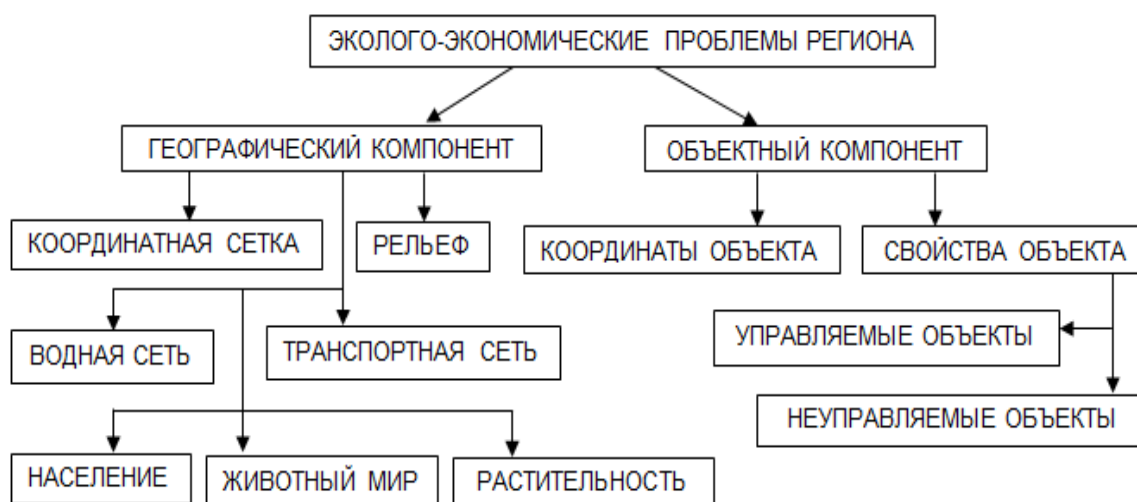 ЭКОЛОГО-ЭКОНОМИЧЕСКИЕ ПРОБЛЕМЫ РЕГИОНА
ГЕОГРАФИЧЕСКИЙ КОМПОНЕНТ
ОБЪЕКТНЫЙ КОМПОНЕНТ
КООРДИНАТНАЯ СЕТКА
РЕЛЬЕФ
КООРДИНАТЫ ОБЪЕКТА
СВОЙСТВА ОБЪЕКТА
ВОДНАЯ СЕТЬ
ТРАНСПОРТНАЯ СЕТЬ
УПРАВЛЯЕМЫЕ ОБЪЕКТЫ
НЕУПРАВЛЯЕМЫЕ ОБЪЕКТЫ
НАСЕЛЕНИЕ
ЖИВОТНЫЙ МИР
РАСТИТЕЛЬНОСТЬ